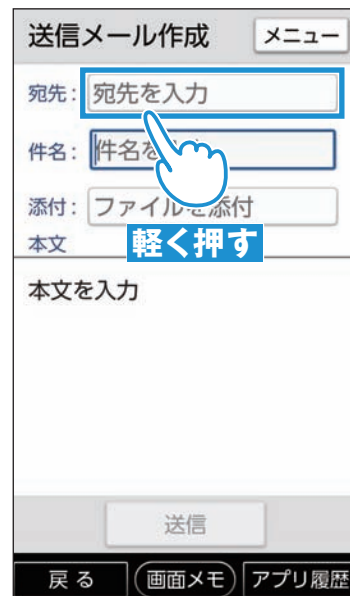 送信メール作成 メニュー
宛先: 宛先を入力
件名: 件名を
添付: ファイルを添付
軽く押す
本文
本文を入力
送信
戻る 画面メモ アプリ履歴